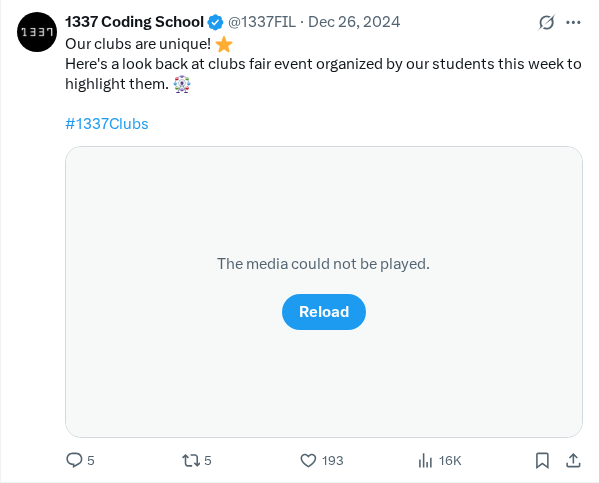 1337 Coding School @1337FIL · Dec 26, 2024
Our clubs are unique! ⭐
Here's a look back at clubs fair event organized by our students this week to
highlight them. 🎡
#1337Clubs
The media could not be played.
Reload
5 5 193 16K